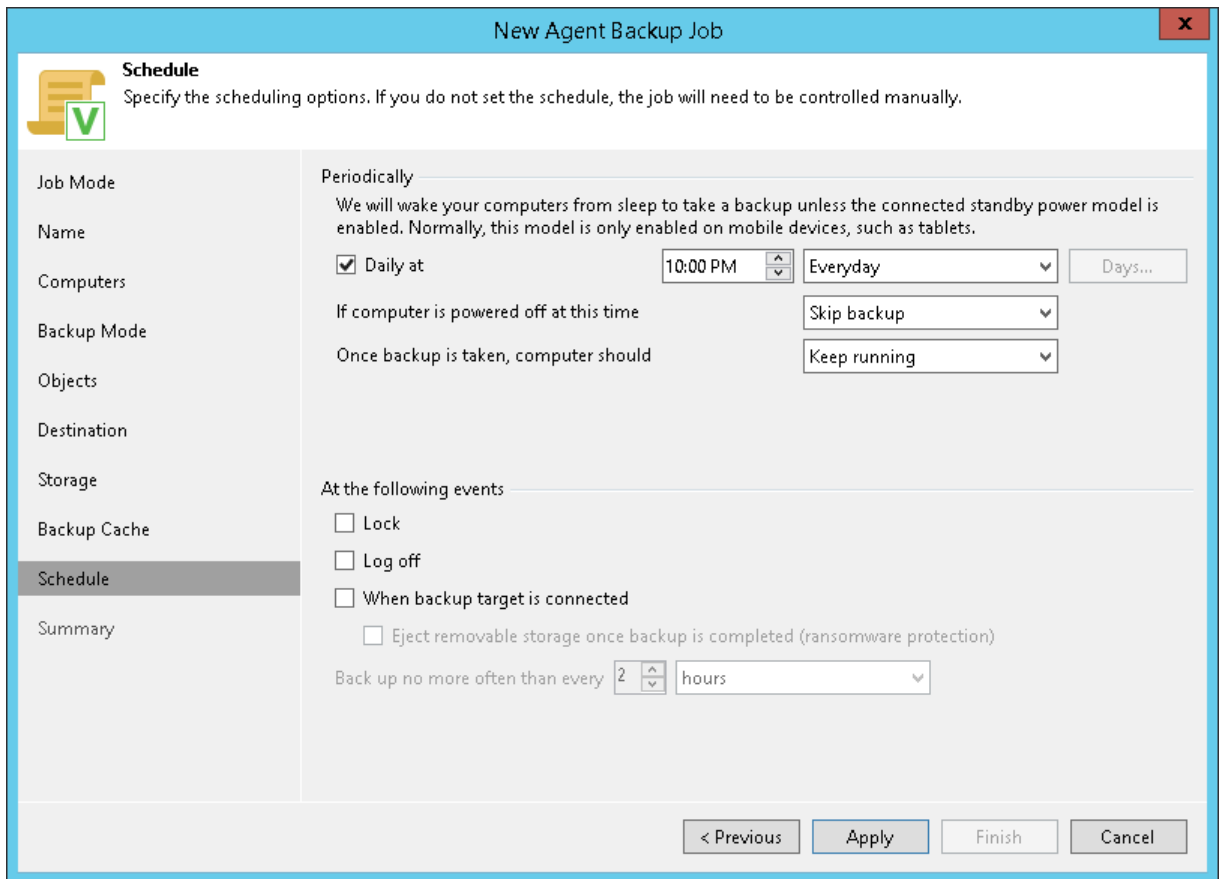 New Agent Backup Job
X
Schedule
Specify the scheduling options. If you do not set the schedule, the job will need to be controlled manually.
V
Job Mode
Name
Computers
Backup Mode
Objects
Destination
Storage
Backup Cache
Schedule
Summary
Periodically
We will wake your computers from sleep to take a backup unless the connected standby power model is
enabled. Normally, this model is only enabled on mobile devices, such as tablets.
Daily at 10:00 PM Everyday Days...
If computer is powered off at this time Skip backup
Once backup is taken, computer should Keep running
At the following events
Lock
Log off
When backup target is connected
Eject removable storage once backup is completed (ransomware protection)
Back up no more often than every 2 hours
< Previous Apply Finish Cancel